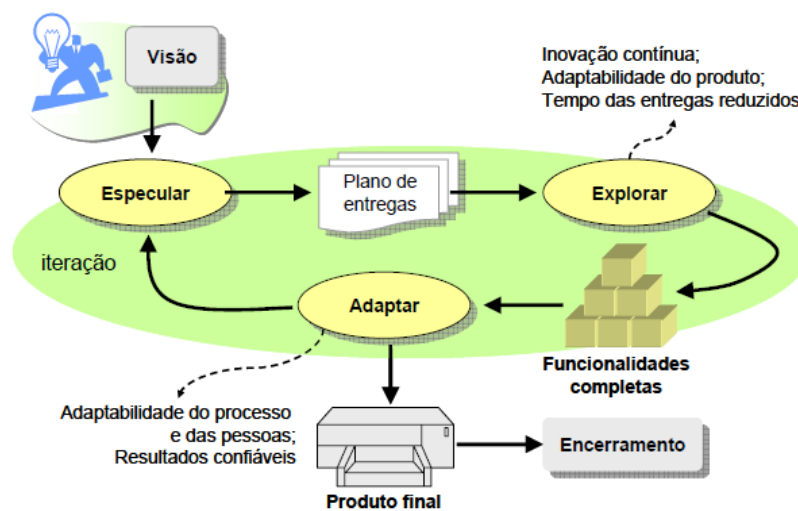 Visão
Inovação contínua;
Adaptabilidade do produto;
Tempo das entregas reduzidos
Especular
Plano de
entregas
Explorar
iteração
Adaptar
Funcionalidades
completas
Adaptabilidade do processo
e das pessoas;
Resultados confiáveis
Encerramento
Produto final